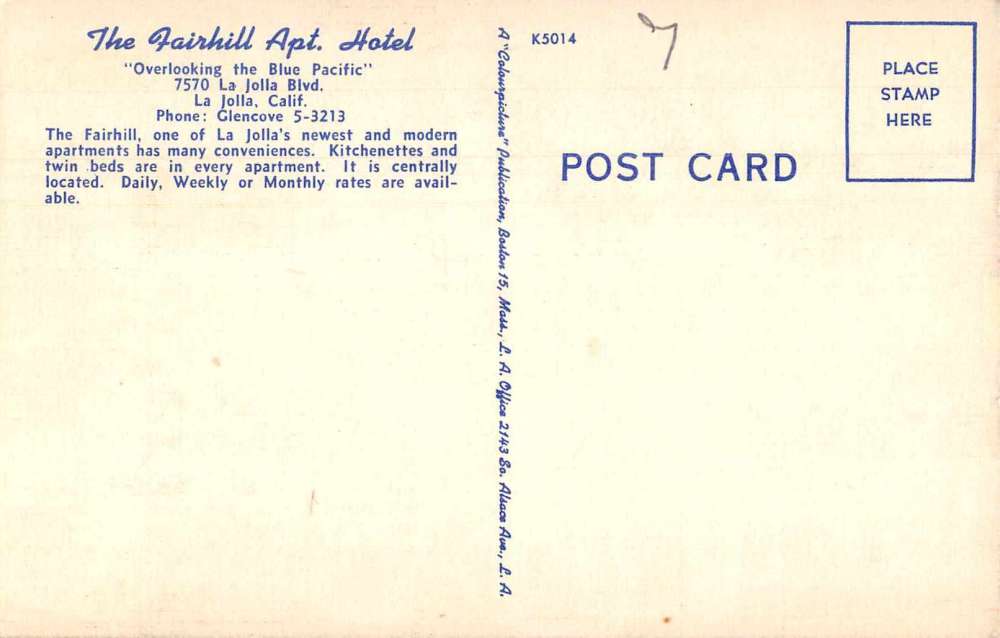 The Fairhill Apt. Hotel
"Overlooking the Blue Pacific"
7570 La Jolla Blvd.
La Jolla, Calif.
Phone: Glencove 5-3213
The Fairhill, one of La Jolla's newest and modern
apartments has many conveniences. Kitchenettes and
twin beds are in every apartment. It is centrally
located. Daily, Weekly or Monthly rates are avail-
able.
A "Colourpicture" Publication, Boston 15, Mass., L. A. Office 2143 So. Alsace Ave., L. A.
K5014
7
POST CARD
PLACE
STAMP
HERE